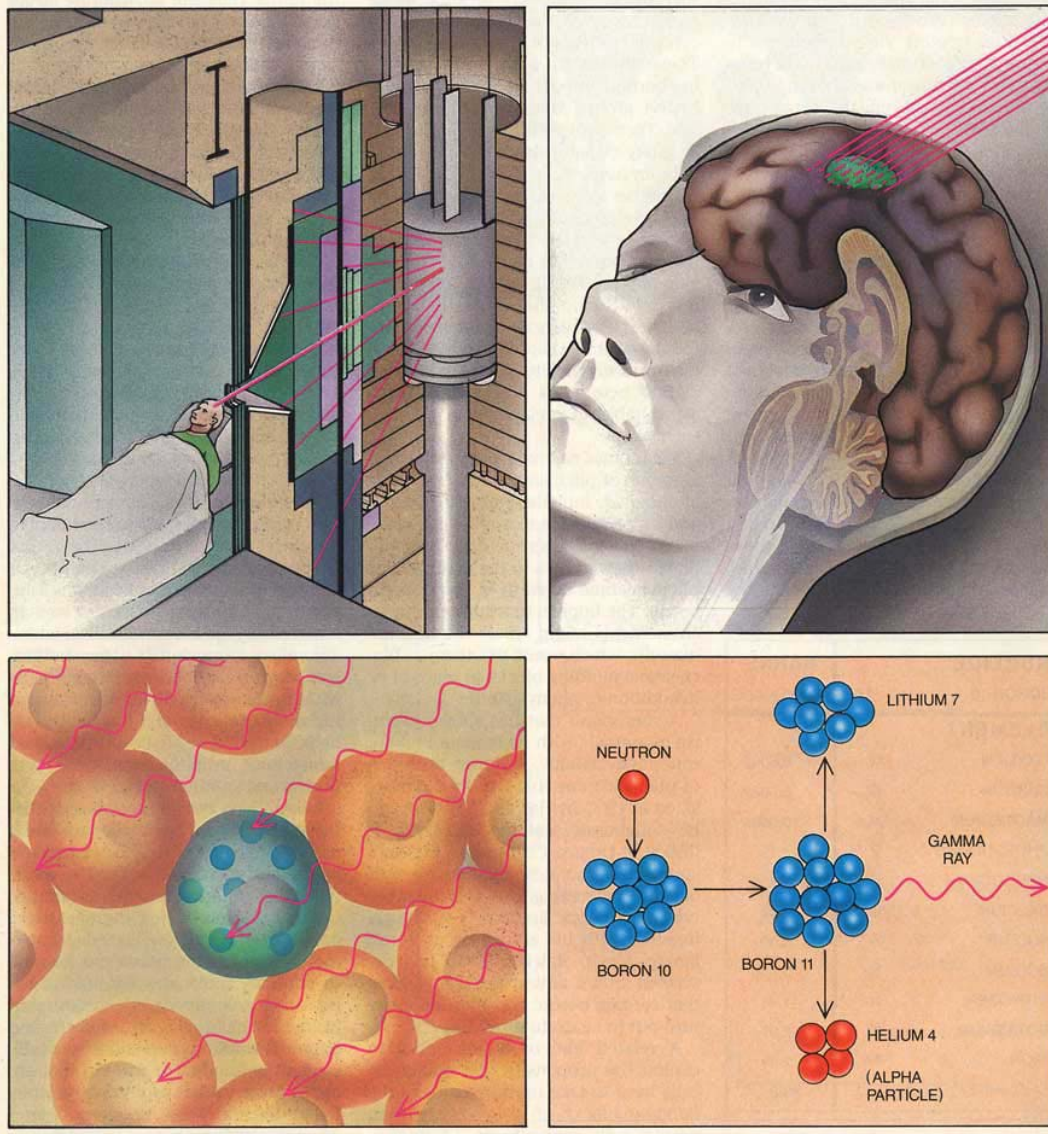 LITHIUM 7
NEUTRON
GAMMA
RAY
BORON 10
BORON 11
HELIUM 4
(ALPHA
PARTICLE)